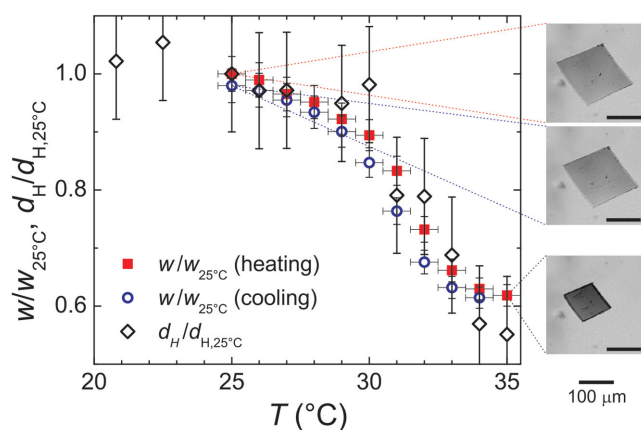 w/w25°C, dH/dH,25°C
1.0
0.8
0.6
w/w25°C (heating)
w/w25°C (cooling)
dH/dH,25°C
20
25
30
35
T (°C)
100 μm